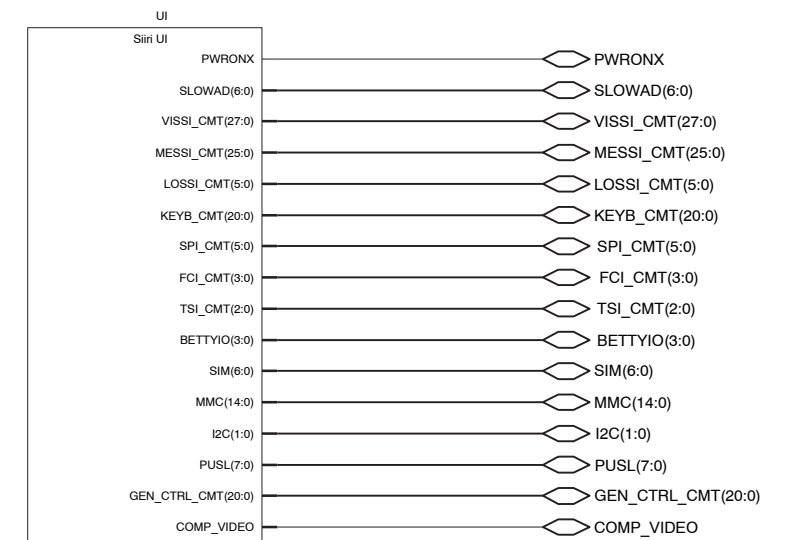 UI
Siiri UI
PWRONX PWRONX
SLOWAD(6:0) SLOWAD(6:0)
VISSI_CMT(27:0) VISSI_CMT(27:0)
MESSI_CMT(25:0) MESSI_CMT(25:0)
LOSSI_CMT(5:0) LOSSI_CMT(5:0)
KEYB_CMT(20:0) KEYB_CMT(20:0)
SPI_CMT(5:0) SPI_CMT(5:0)
FCI_CMT(3:0) FCI_CMT(3:0)
TSI_CMT(2:0) TSI_CMT(2:0)
BETTYIO(3:0) BETTYIO(3:0)
SIM(6:0) SIM(6:0)
MMC(14:0) MMC(14:0)
I2C(1:0) I2C(1:0)
PUSL(7:0) PUSL(7:0)
GEN_CTRL_CMT(20:0) GEN_CTRL_CMT(20:0)
COMP_VIDEO COMP_VIDEO